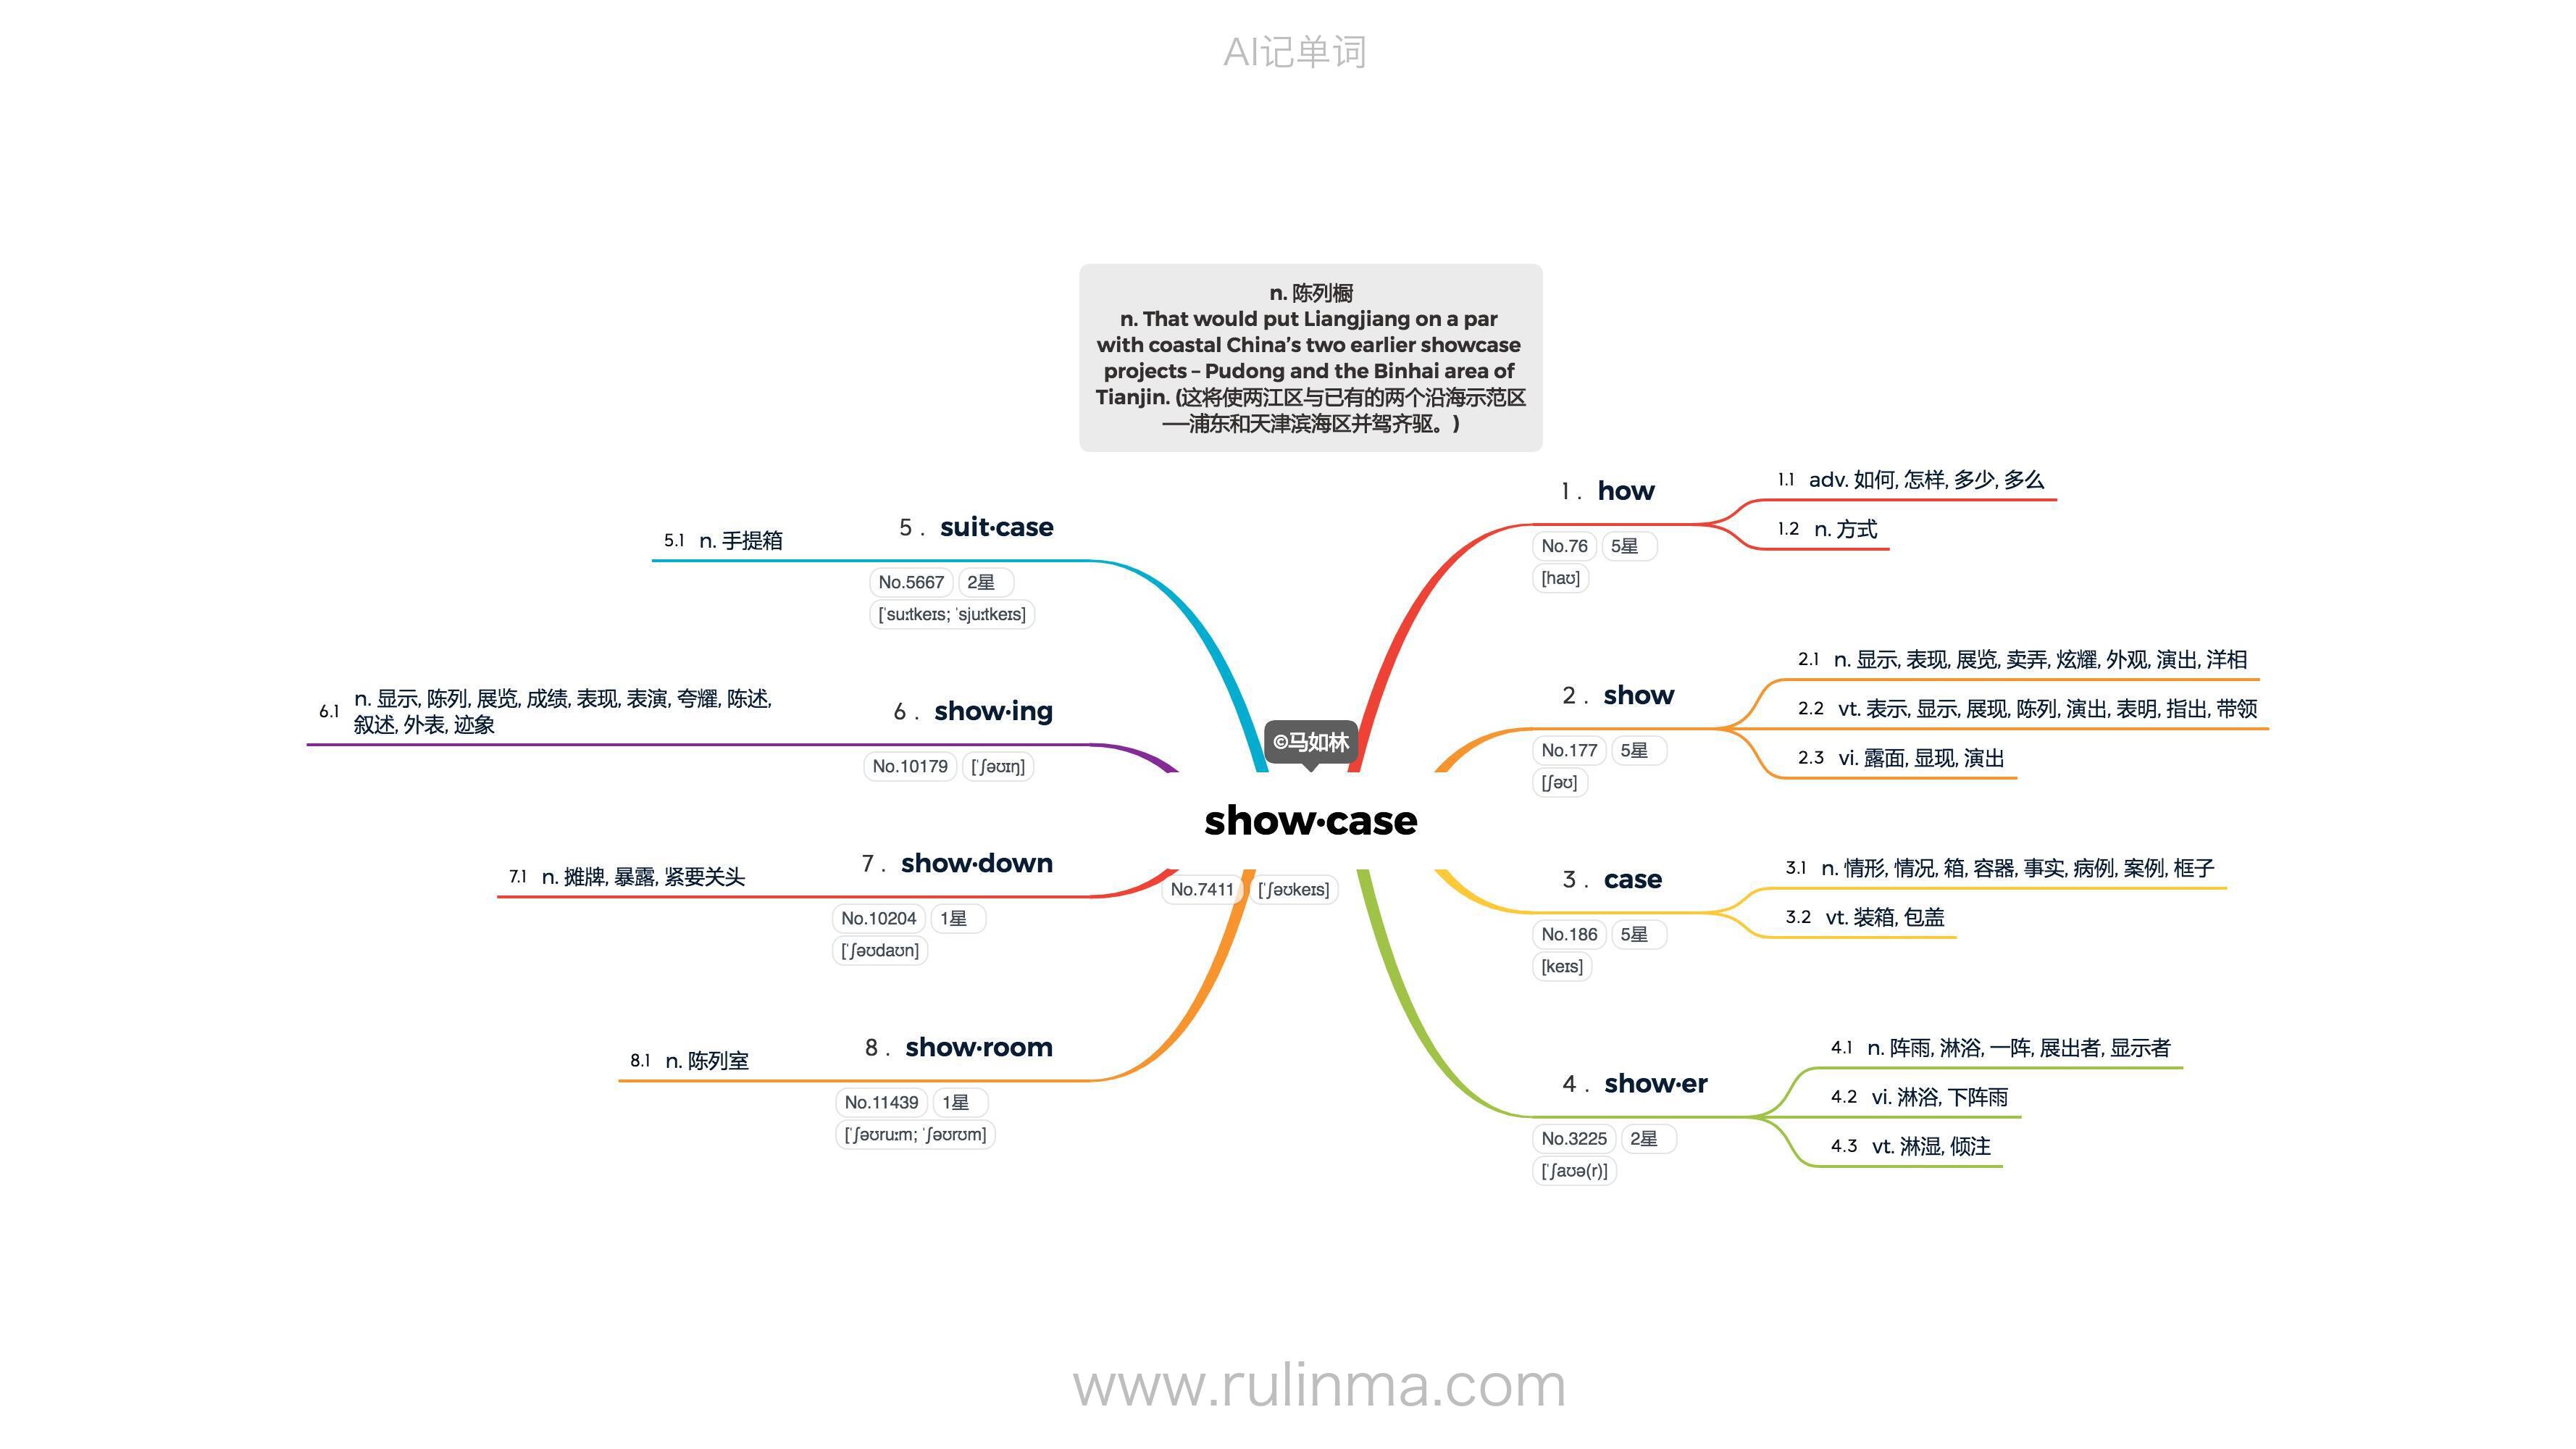 AI记单词
n. 陈列橱
n. That would put Liangjiang on a par
with coastal China’s two earlier showcase
projects – Pudong and the Binhai area of
Tianjin. (这将使两江区与已有的两个沿海示范区
──浦东和天津滨海区并驾齐驱。)
©马如林
show·case
No.7411 [ˈʃəʊkeɪs]
1 . how
No.76 5星
[haʊ]
1.1 adv. 如何, 怎样, 多少, 多么
1.2 n. 方式
2 . show
No.177 5星
[ʃəʊ]
2.1 n. 显示, 表现, 展览, 卖弄, 炫耀, 外观, 演出, 洋相
2.2 vt. 表示, 显示, 展现, 陈列, 演出, 表明, 指出, 带领
2.3 vi. 露面, 显现, 演出
3 . case
No.186 5星
[keɪs]
3.1 n. 情形, 情况, 箱, 容器, 事实, 病例, 案例, 框子
3.2 vt. 装箱, 包盖
4 . show·er
No.3225 2星
[ˈʃaʊə(r)]
4.1 n. 阵雨, 淋浴, 一阵, 展出者, 显示者
4.2 vi. 淋浴, 下阵雨
4.3 vt. 淋湿, 倾注
5 . suit·case
No.5667 2星
[ˈsuːtkeɪs; ˈsjuːtkeɪs]
5.1 n. 手提箱
6 . show·ing
No.10179 [ˈʃəʊɪŋ]
6.1 n. 显示, 陈列, 展览, 成绩, 表现, 表演, 夸耀, 陈述,
叙述, 外表, 迹象
7 . show·down
No.10204 1星
[ˈʃəʊdaʊn]
7.1 n. 摊牌, 暴露, 紧要关头
8 . show·room
No.11439 1星
[ˈʃəʊruːm; ˈʃəʊrʊm]
8.1 n. 陈列室
www.rulinma.com